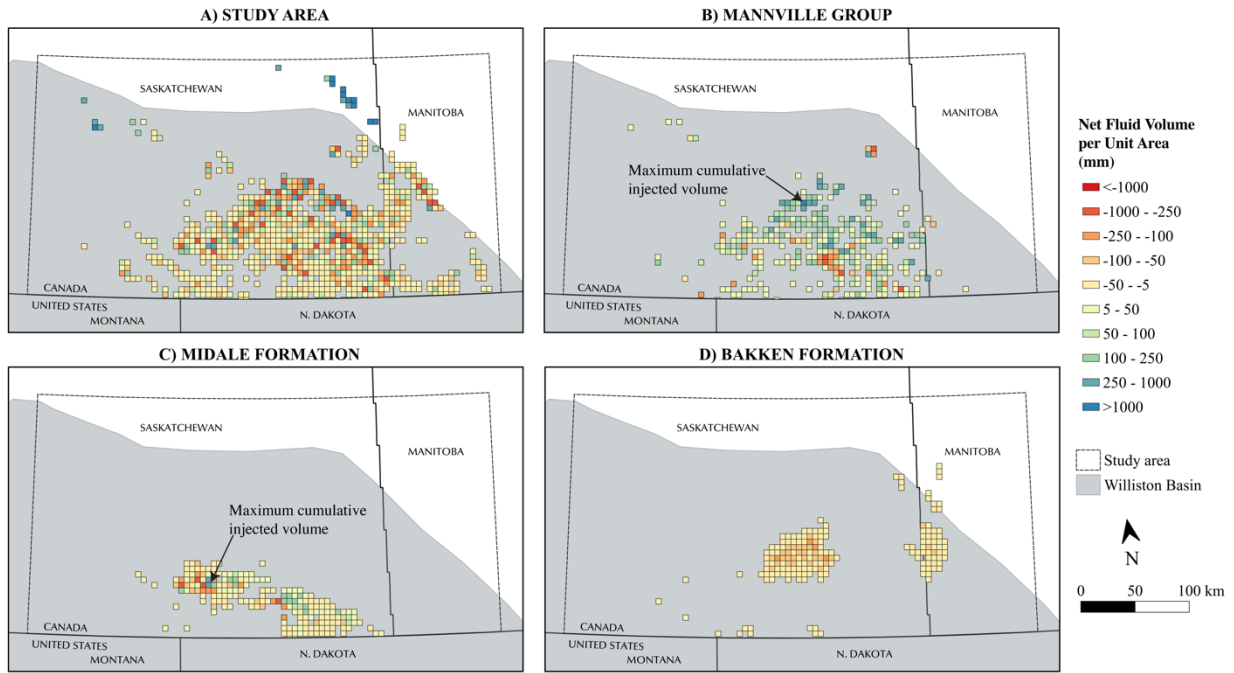 A) STUDY AREA
SASKATCHEWAN
MANITOBA
CANADA
UNITED STATES
MONTANA
N. DAKOTA
B) MANNVILLE GROUP
SASKATCHEWAN
MANITOBA
Maximum cumulative
injected volume
CANADA
UNITED STATES
MONTANA
N. DAKOTA
C) MIDALE FORMATION
SASKATCHEWAN
MANITOBA
Maximum cumulative
injected volume
CANADA
UNITED STATES
MONTANA
N. DAKOTA
D) BAKKEN FORMATION
SASKATCHEWAN
MANITOBA
CANADA
UNITED STATES
MONTANA
N. DAKOTA
Net Fluid Volume
per Unit Area
(mm)
<-1000
-1000 - -250
-250 - -100
-100 - -50
-50 - -5
5 - 50
50 - 100
100 - 250
250 - 1000
>1000
Study area
Williston Basin
N
0 50 100 km